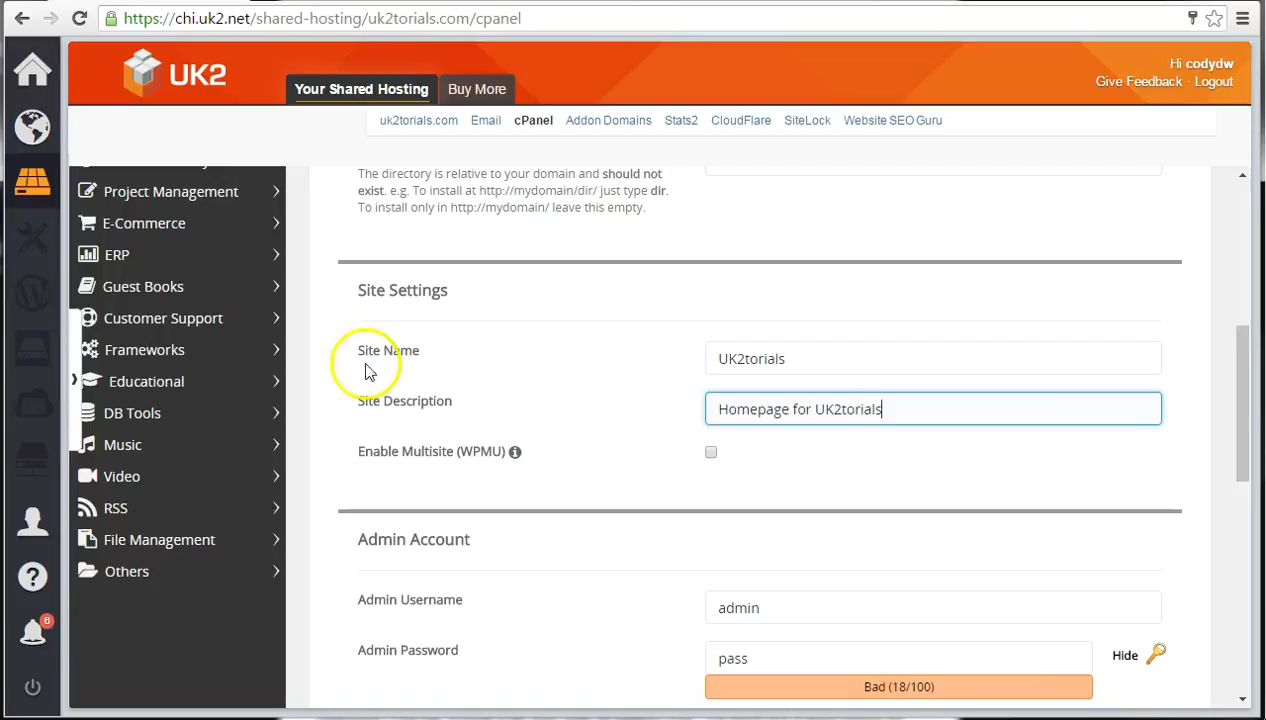 https://chi.uk2.net/shared-hosting/uk2torials.com/cpanel
UK2
Your Shared Hosting
Buy More
Hi codydw
Give Feedback · Logout
uk2torials.com Email cPanel Addon Domains Stats2 CloudFlare SiteLock Website SEO Guru
Project Management
E-Commerce
ERP
Guest Books
Customer Support
Frameworks
Educational
DB Tools
Music
Video
RSS
File Management
Others
6
The directory is relative to your domain and should not
exist. e.g. To install at http://mydomain/dir/ just type dir.
To install only in http://mydomain/ leave this empty.
Site Settings
Site Name
UK2torials
Site Description
Homepage for UK2torials
Enable Multisite (WPMU)
Admin Account
Admin Username
admin
Admin Password
pass
Hide
Bad (18/100)